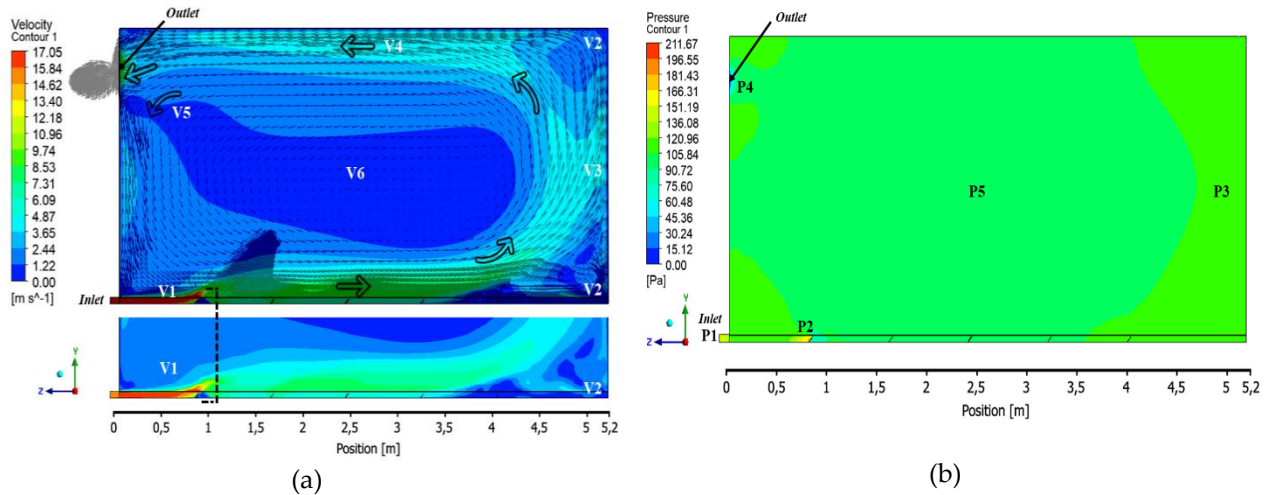 Velocity
Contour 1
17.05
15.84
14.62
13.40
12.18
10.96
9.74
8.53
7.31
6.09
4.87
3.65
2.44
1.22
0.00
[m s^-1]
Outlet
V4
V2
V5
V6
V3
V1
V2
Inlet
V1
V2
Y
Z
0 0,5 1 1,5 2 2,5 3 3,5 4 4,5 5 5,2
Position [m]
(a)
Pressure
Contour 1
211.67
196.55
181.43
166.31
151.19
136.08
120.96
105.84
90.72
75.60
60.48
45.36
30.24
15.12
0.00
[Pa]
Outlet
P4
P5
P3
Inlet
P1
P2
Y
Z
0 0,5 1 1,5 2 2,5 3 3,5 4 4,5 5 5,2
Position [m]
(b)